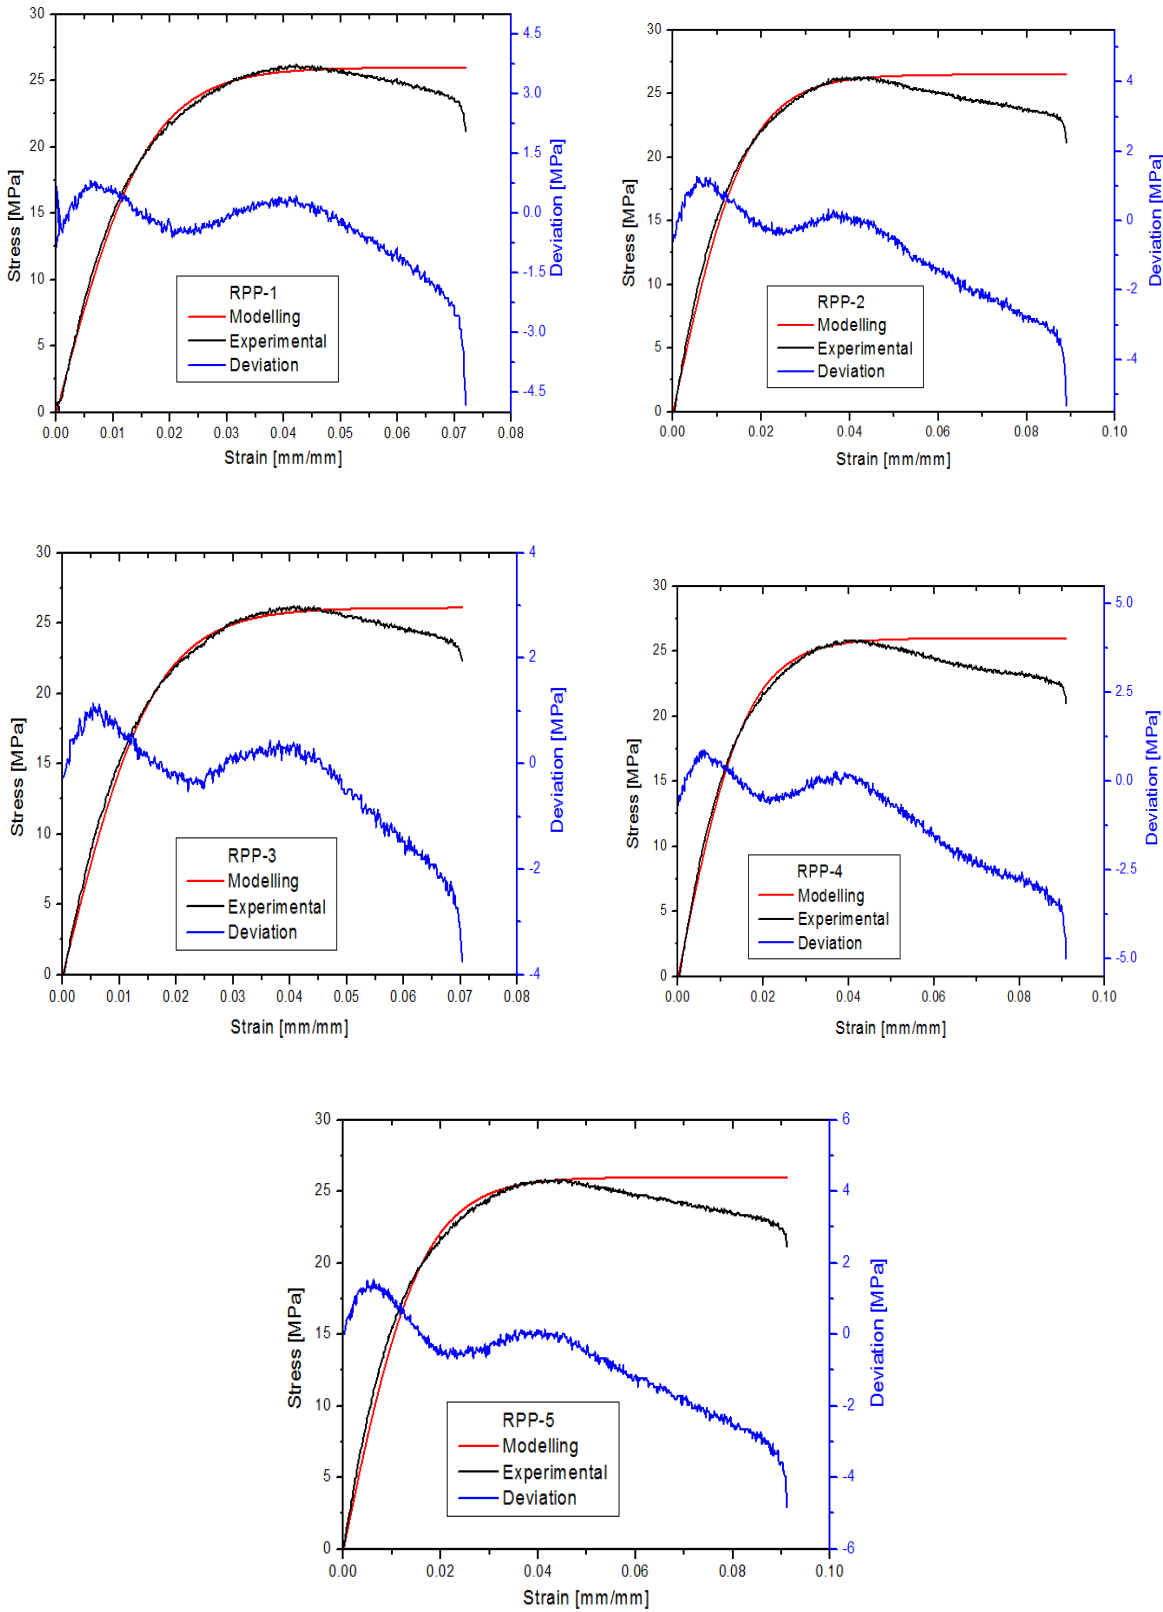 30
25
20
15
10
5
0
Stress [MPa]
4.5
3.0
1.5
0.0
-1.5
-3.0
-4.5
Deviation [MPa]
RPP-1
Modelling
Experimental
Deviation
0.00 0.01 0.02 0.03 0.04 0.05 0.06 0.07 0.08
Strain [mm/mm]
30
25
20
15
10
5
0
Stress [MPa]
4
2
0
-2
-4
Deviation [MPa]
RPP-2
Modelling
Experimental
Deviation
0.00 0.02 0.04 0.06 0.08 0.10
Strain [mm/mm]
30
25
20
15
10
5
0
Stress [MPa]
4
2
0
-2
-4
Deviation [MPa]
RPP-3
Modelling
Experimental
Deviation
0.00 0.01 0.02 0.03 0.04 0.05 0.06 0.07 0.08
Strain [mm/mm]
30
25
20
15
10
5
0
Stress [MPa]
5.0
2.5
0.0
-2.5
-5.0
Deviation [MPa]
RPP-4
Modelling
Experimental
Deviation
0.00 0.02 0.04 0.06 0.08 0.10
Strain [mm/mm]
30
25
20
15
10
5
0
Stress [MPa]
6
4
2
0
-2
-4
-6
Deviation [MPa]
RPP-5
Modelling
Experimental
Deviation
0.00 0.02 0.04 0.06 0.08 0.10
Strain [mm/mm]